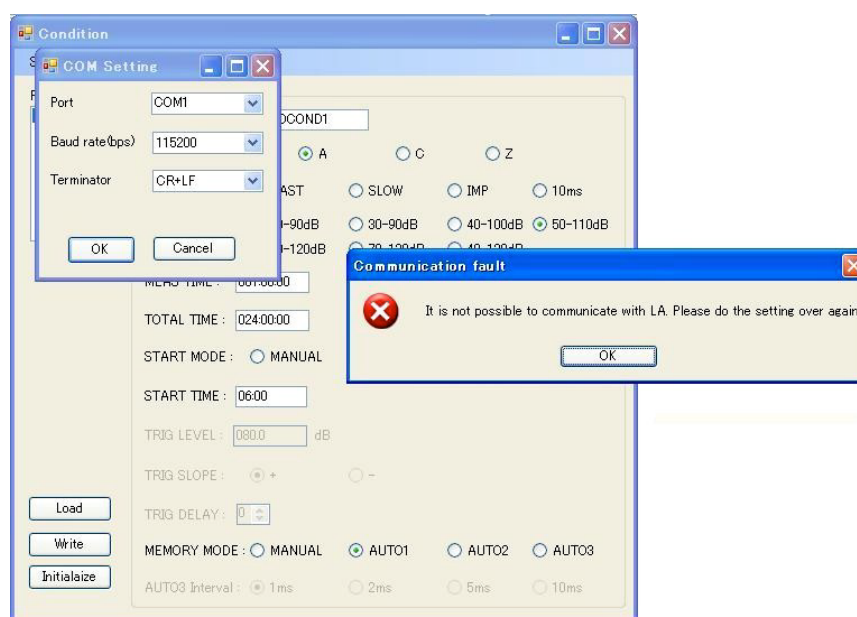 Condition
S
COM Setting
Port COM1
Baud rate(bps) 115200
Terminator CR+LF
OK Cancel
OCOND1
A C Z
AST SLOW IMP 10ms
-90dB 30-90dB 40-100dB 50-110dB
-120dB
TOTAL TIME : 024:00:00
START MODE : MANUAL
START TIME : 06:00
TRIG LEVEL : 080.0 dB
TRIG SLOPE : + -
TRIG DELAY : 0
MEMORY MODE : MANUAL AUTO1 AUTO2 AUTO3
AUTO3 Interval : 1ms 2ms 5ms 10ms
Load
Write
Initialaize
Communication fault
It is not possible to communicate with LA. Please do the setting over again
OK